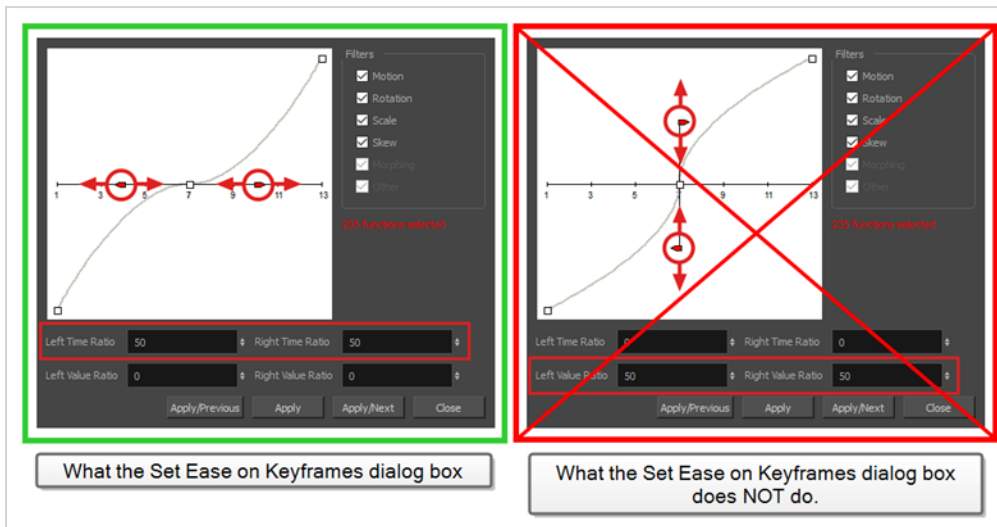 Filters
Motion
Rotation
Scale
Skew
Morphing
Other
1 3 5 7 9 11 13
235 functions selected
Left Time Ratio 50 Right Time Ratio 50
Left Value Ratio 0 Right Value Ratio 0
Apply/Previous Apply Apply/Next Close
What the Set Ease on Keyframes dialog box
Filters
Motion
Rotation
Scale
Skew
Morphing
Other
1 3 5 7 9 11 13
235 functions selected
Left Time Ratio 0 Right Time Ratio 0
Left Value Ratio 50 Right Value Ratio 50
Apply/Previous Apply Apply/Next Close
What the Set Ease on Keyframes dialog box
does NOT do.